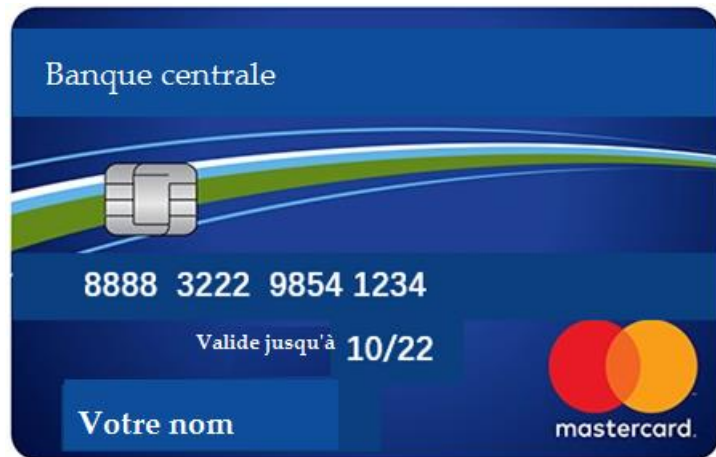 Banque centrale
8888 3222 9854 1234
Valide jusqu'à 10/22
Votre nom
mastercard.